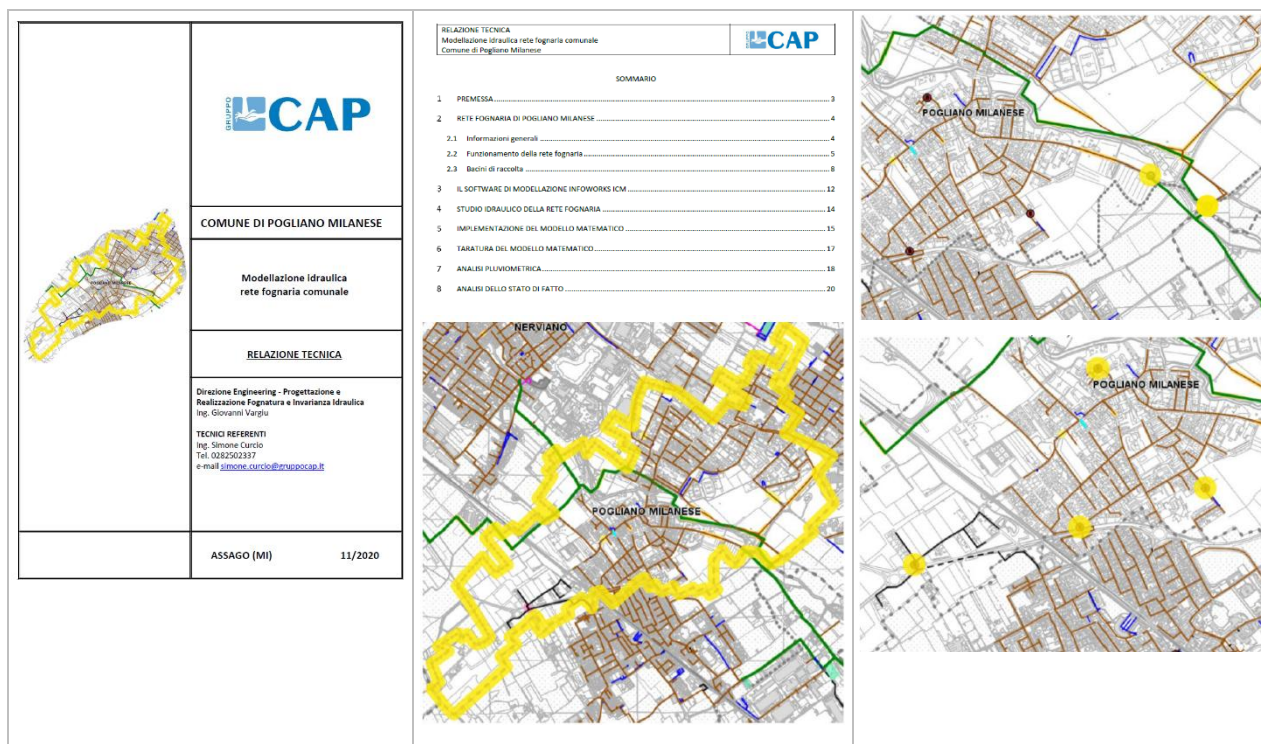 GRUPPO
CAP
COMUNE DI POGLIANO MILANESE
Modellazione idraulica
rete fognaria comunale
RELAZIONE TECNICA
Direzione Engineering - Progettazione e
Realizzazione Fognatura e Invarianza Idraulica
Ing. Giovanni Vargiu
TECNICI REFERENTI
Ing. Simone Curcio
Tel. 0282502337
e-mail simone.curcio@gruppocap.it
ASSAGO (MI) 11/2020
POGLIANO MILANESE
RELAZIONE TECNICA
Modellazione idraulica rete fognaria comunale
Comune di Pogliano Milanese
GRUPPO
CAP
SOMMARIO
1 PREMESSA 3
2 RETE FOGNARIA DI POGLIANO MILANESE 4
2.1 Informazioni generali 4
2.2 Funzionamento della rete fognaria 5
2.3 Bacini di raccolta 8
3 IL SOFTWARE DI MODELLAZIONE INFOWORKS ICM 12
4 STUDIO IDRAULICO DELLA RETE FOGNARIA 14
5 IMPLEMENTAZIONE DEL MODELLO MATEMATICO 15
6 TARATURA DEL MODELLO MATEMATICO 17
7 ANALISI PLUVIOMETRICA 18
8 ANALISI DELLO STATO DI FATTO 20
NERVIANO
POGLIANO MILANESE
POGLIANO MILANESE
POGLIANO MILANESE